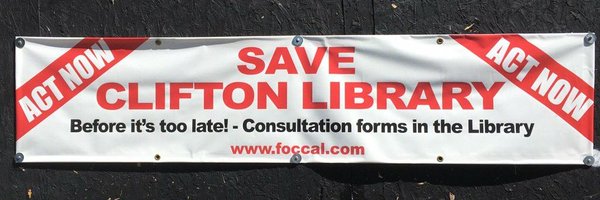 ACT NOW
SAVE
CLIFTON LIBRARY
Before it's too late! - Consultation forms in the Library
www.foccal.com
ACT NOW